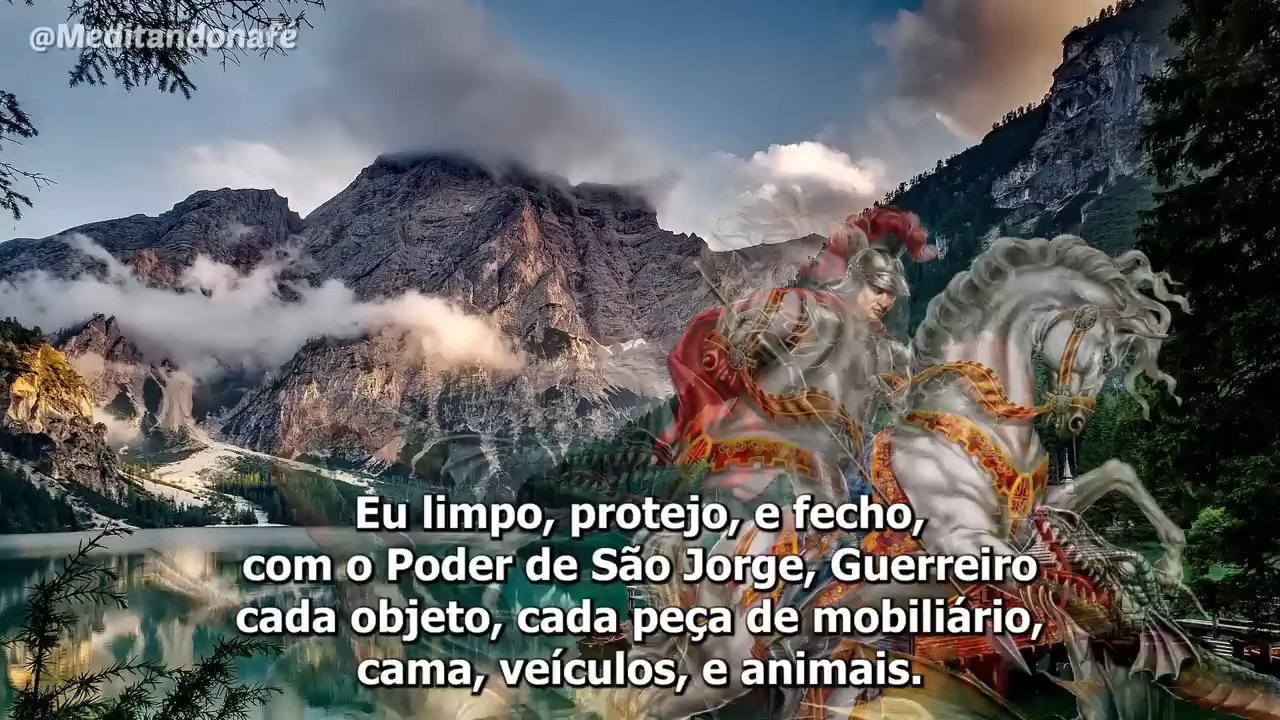 @Meditandonafé
Eu limpo, protejo, e fecho,
com o Poder de São Jorge, Guerreiro
cada objeto, cada peça de mobiliário,
cama, veículos, e animais.